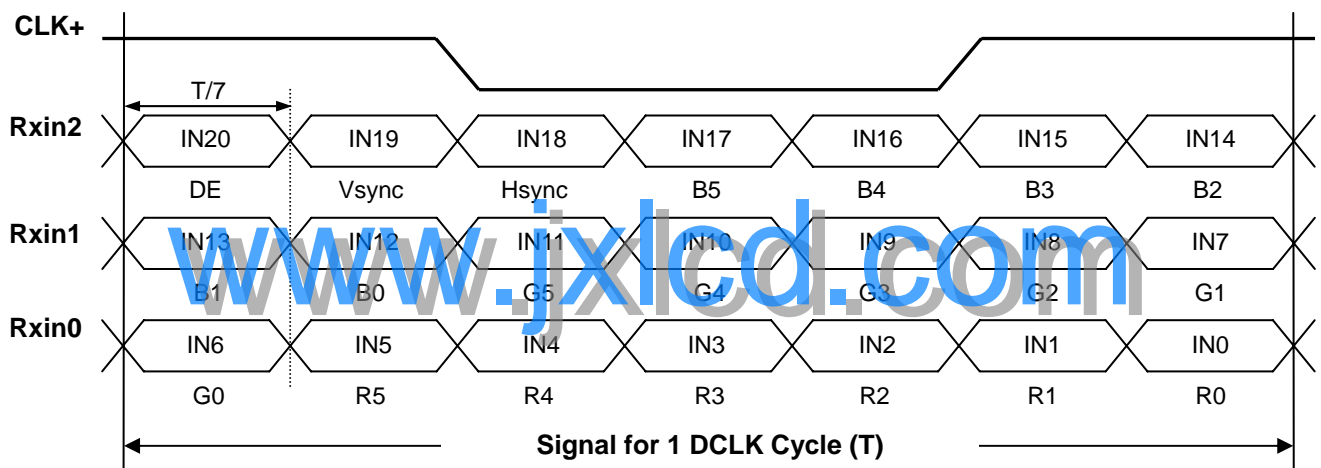 CLK+
T/7
Rxin2 IN20 IN19 IN18 IN17 IN16 IN15 IN14
DE Vsync Hsync B5 B4 B3 B2
Rxin1 IN13 IN12 IN11 IN10 IN9 IN8 IN7
www.jxlcd.com
B1 B0 G5 G4 G3 G2 G1
Rxin0 IN6 IN5 IN4 IN3 IN2 IN1 IN0
G0 R5 R4 R3 R2 R1 R0
Signal for 1 DCLK Cycle (T)